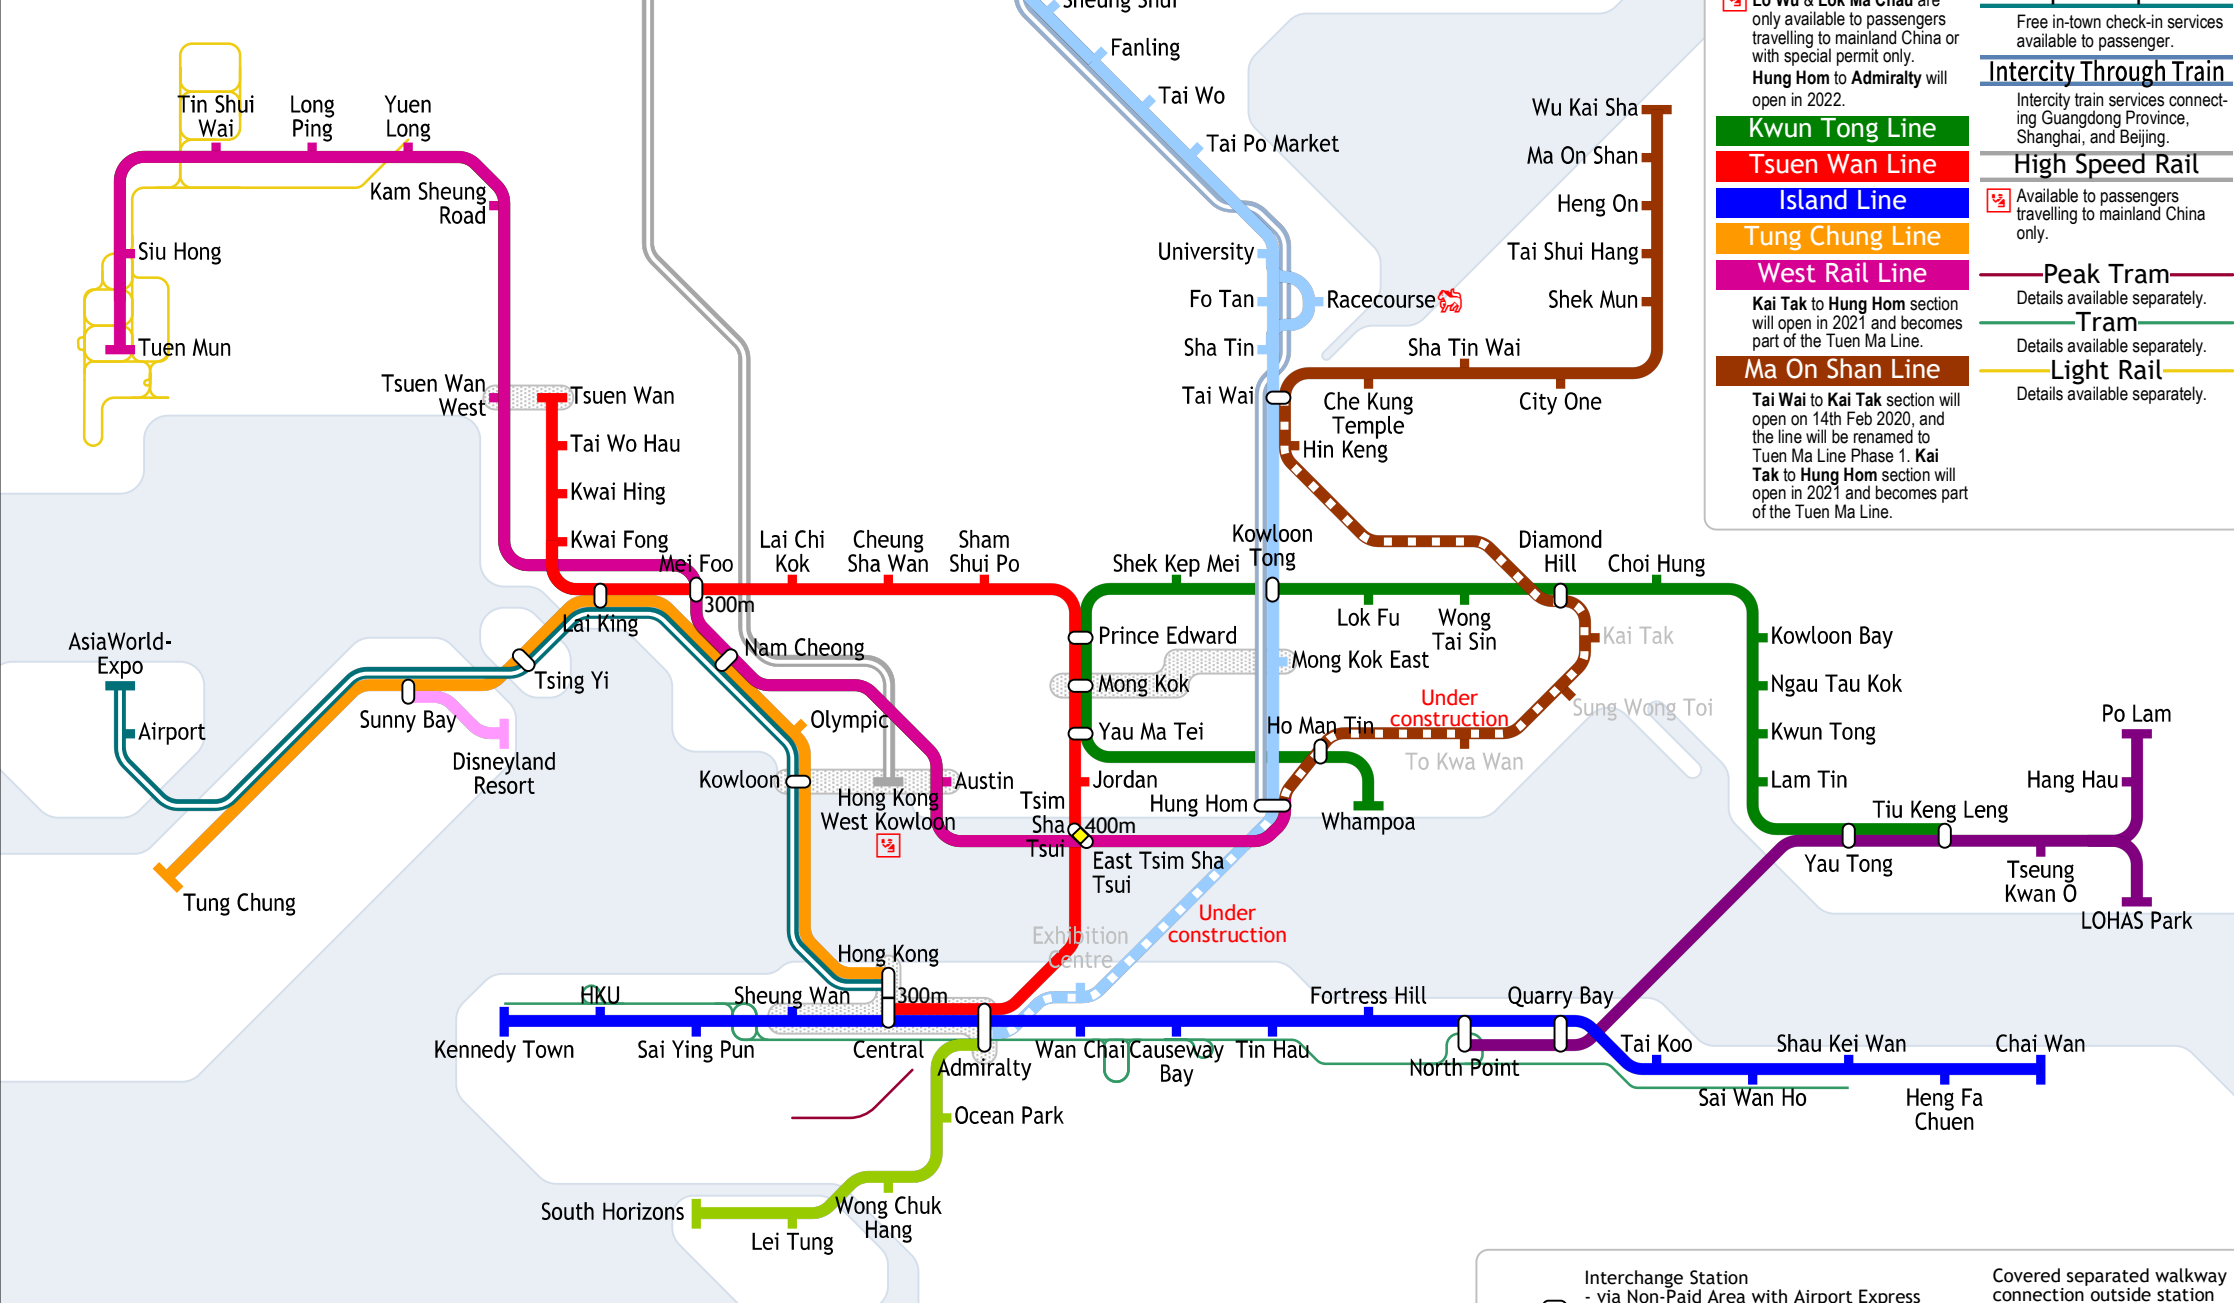 Sheung Shui
Fanling
Tai Wo
Tai Po Market
Tin Shui
Wai
Long
Ping
Yuen
Long
Kam Sheung
Road
Siu Hong
Tuen Mun
Tsuen Wan
West
Tsuen Wan
Tai Wo Hau
Kwai Hing
Kwai Fong
University
Fo Tan
Racecourse
Sha Tin
Tai Wai
Wu Kai Sha
Ma On Shan
Heng On
Tai Shui Hang
Shek Mun
Sha Tin Wai
Che Kung
Temple
City One
Hin Keng
Mei Foo
300m
Lai Chi
Kok
Cheung
Sha Wan
Sham
Shui Po
Shek Kep Mei
Kowloon
Tong
Lok Fu
Wong
Tai Sin
Diamond
Hill
Choi Hung
Lai King
Nam Cheong
Prince Edward
Mong Kok East
Mong Kok
Yau Ma Tei
Kai Tak
Sung Wong Toi
Under
construction
Ho Man Tin
To Kwa Wan
Kowloon Bay
Ngau Tau Kok
Kwun Tong
Lam Tin
AsiaWorld-
Expo
Airport
Tsing Yi
Sunny Bay
Disneyland
Resort
Tung Chung
Olympic
Kowloon
Hong Kong
West Kowloon
Austin
Jordan
Tsim
Sha
Tsui
400m
East Tsim Sha
Tsui
Hung Hom
Whampoa
Po Lam
Hang Hau
Tiu Keng Leng
Yau Tong
Tseung
Kwan O
LOHAS Park
Under
construction
Exhibition
Centre
Hong Kong
300m
HKU
Sheung Wan
Kennedy Town
Sai Ying Pun
Central
Admiralty
Wan Chai
Causeway
Bay
Tin Hau
Fortress Hill
North Point
Quarry Bay
Tai Koo
Sai Wan Ho
Shau Kei Wan
Heng Fa
Chuen
Chai Wan
Ocean Park
Wong Chuk
Hang
South Horizons
Lei Tung
Lo Wu & Lok Ma Chau are
only available to passengers
travelling to mainland China or
with special permit only.
Hung Hom to Admiralty will
open in 2022.
Kwun Tong Line
Tsuen Wan Line
Island Line
Tung Chung Line
West Rail Line
Kai Tak to Hung Hom section
will open in 2021 and becomes
part of the Tuen Ma Line.
Ma On Shan Line
Tai Wai to Kai Tak section will
open on 14th Feb 2020, and
the line will be renamed to
Tuen Ma Line Phase 1. Kai
Tak to Hung Hom section will
open in 2021 and becomes part
of the Tuen Ma Line.
Free in-town check-in services
available to passenger.
Intercity Through Train
Intercity train services connect-
ing Guangdong Province,
Shanghai, and Beijing.
High Speed Rail
Available to passengers
travelling to mainland China
only.
Peak Tram
Details available separately.
Tram
Details available separately.
Light Rail
Details available separately.
Interchange Station
- via Non-Paid Area with Airport Express
Covered separated walkway
connection outside station